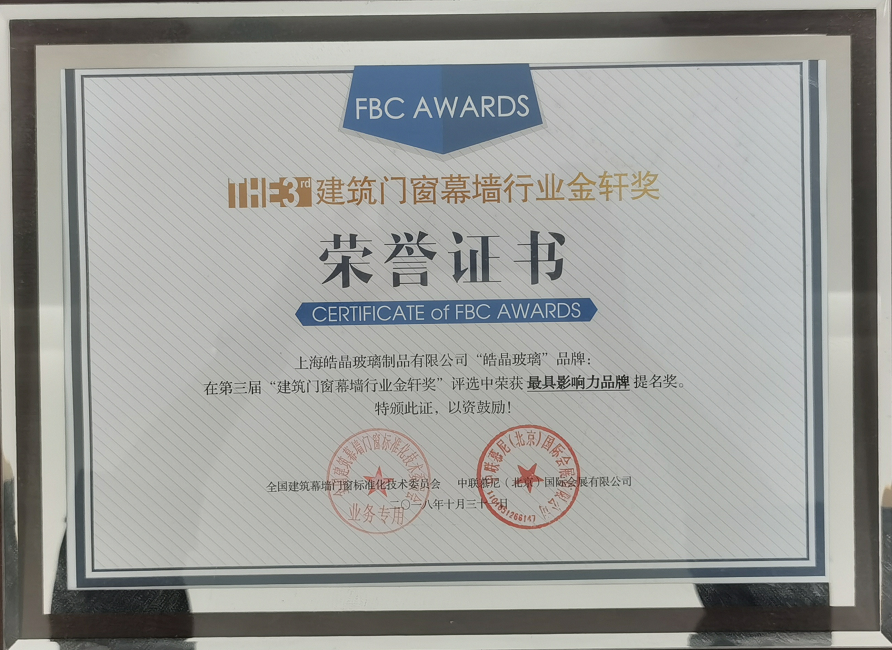 FBC AWARDS
THE 3rd 建筑门窗幕墙行业金轩奖
荣誉证书
CERTIFICATE of FBC AWARDS
上海皓晶玻璃制品有限公司“皓晶玻璃”品牌：
在第三届“建筑门窗幕墙行业金轩奖”评选中荣获 最具影响力品牌 提名奖。
特颁此证，以资鼓励！
全国建筑幕墙门窗标准化技术委员会 中联慕尼（北京）国际会展有限公司
二〇一八年十月三十一日
业务专用